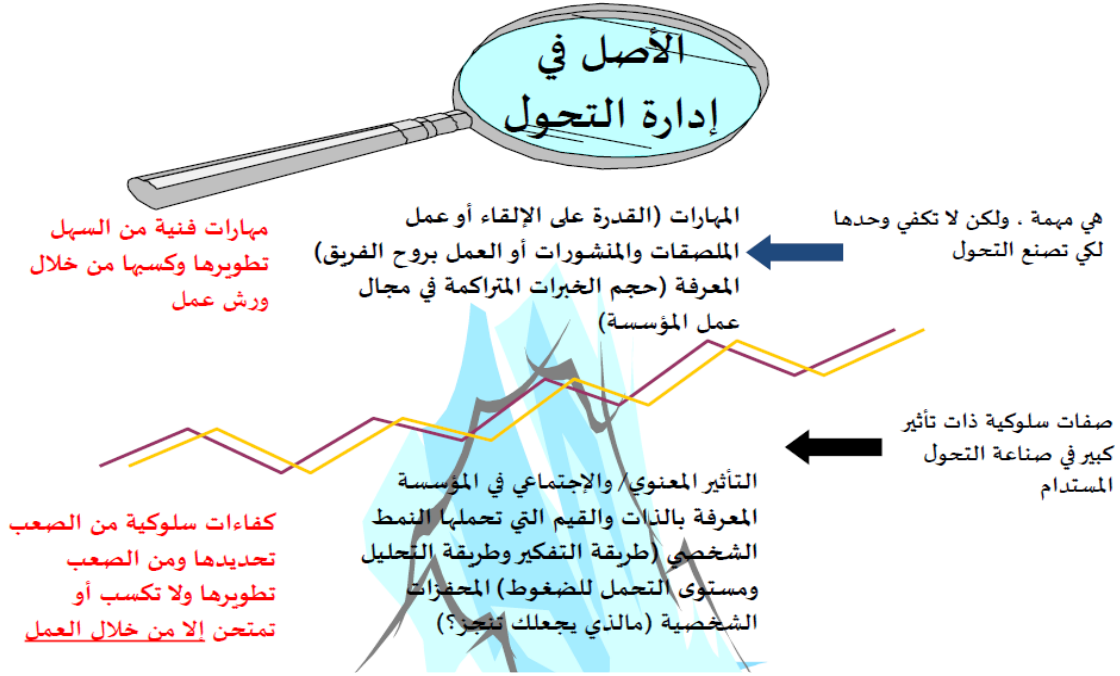 الأصل في
إدارة التحول
هي مهمة ، ولكن لا تكفي وحدها
لكي تصنع التحول
المهارات (القدرة على الإلقاء أو عمل
الملصقات والمنشورات أو العمل بروح الفريق)
المعرفة (حجم الخبرات المتراكمة في مجال
عمل المؤسسة)
مهارات فنية من السهل
تطويرها وكسبها من خلال
ورش عمل
صفات سلوكية ذات تأثير
كبير في صناعة التحول
المستدام
التأثير المعنوي/ والإجتماعي في المؤسسة
المعرفة بالذات والقيم التي تحملها النمط
الشخصي (طريقة التفكير وطريقة التحليل
ومستوى التحمل للضغوط) المحفزات
الشخصية (مالذي يجعلك تنجز؟)
كفاءات سلوكية من الصعب
تحديدها ومن الصعب
تطويرها ولا تكسب أو
تمتحن إلا من خلال العمل